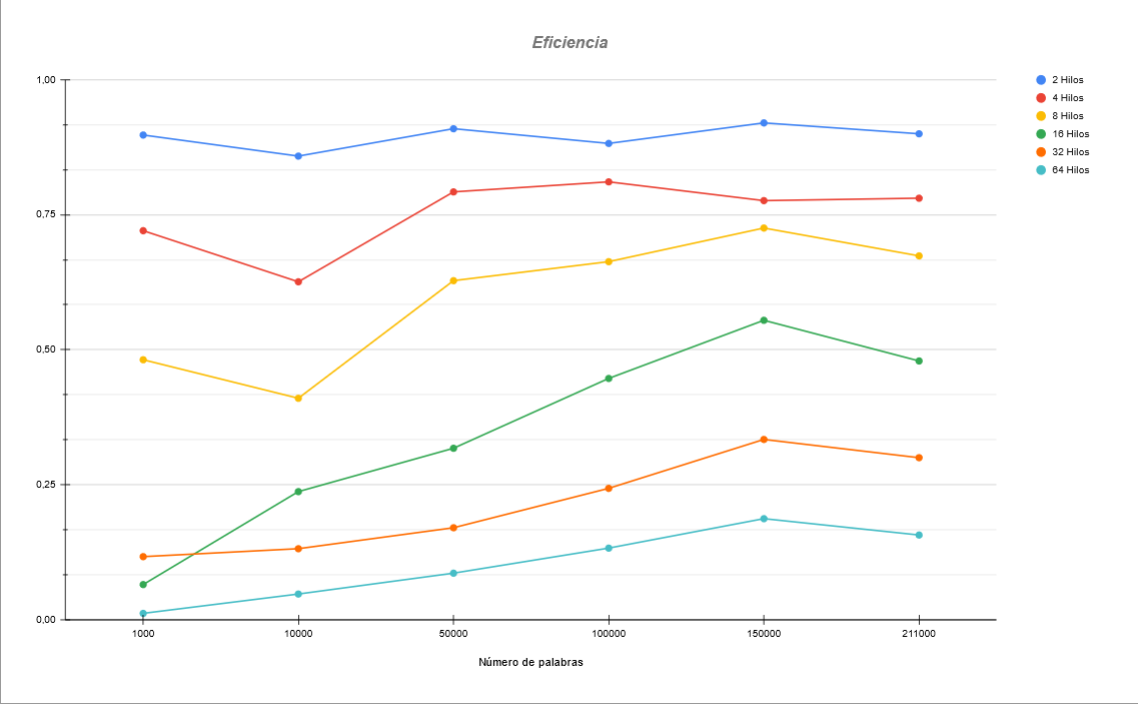 Eficiencia
1,00
0,75
0,50
0,25
0,00
1000 10000 50000 100000 150000 211000
Número de palabras
2 Hilos
4 Hilos
8 Hilos
16 Hilos
32 Hilos
64 Hilos